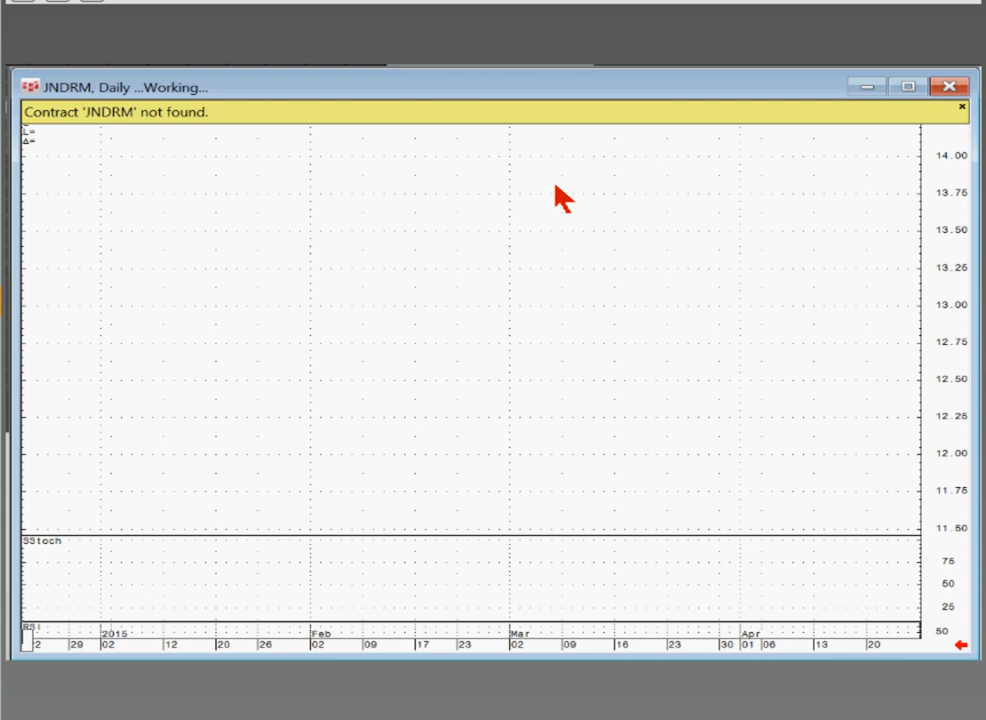 JNDRM, Daily ...Working...
Contract 'JNDRM' not found.
L=
Δ=
14.00
13.75
13.50
13.25
13.00
12.75
12.50
12.25
12.00
11.75
11.50
SStoch
75
50
25
RSI
50
2015 Feb Mar Apr
2 29 02 12 20 26 02 09 17 23 02 09 16 23 30 01 06 13 20